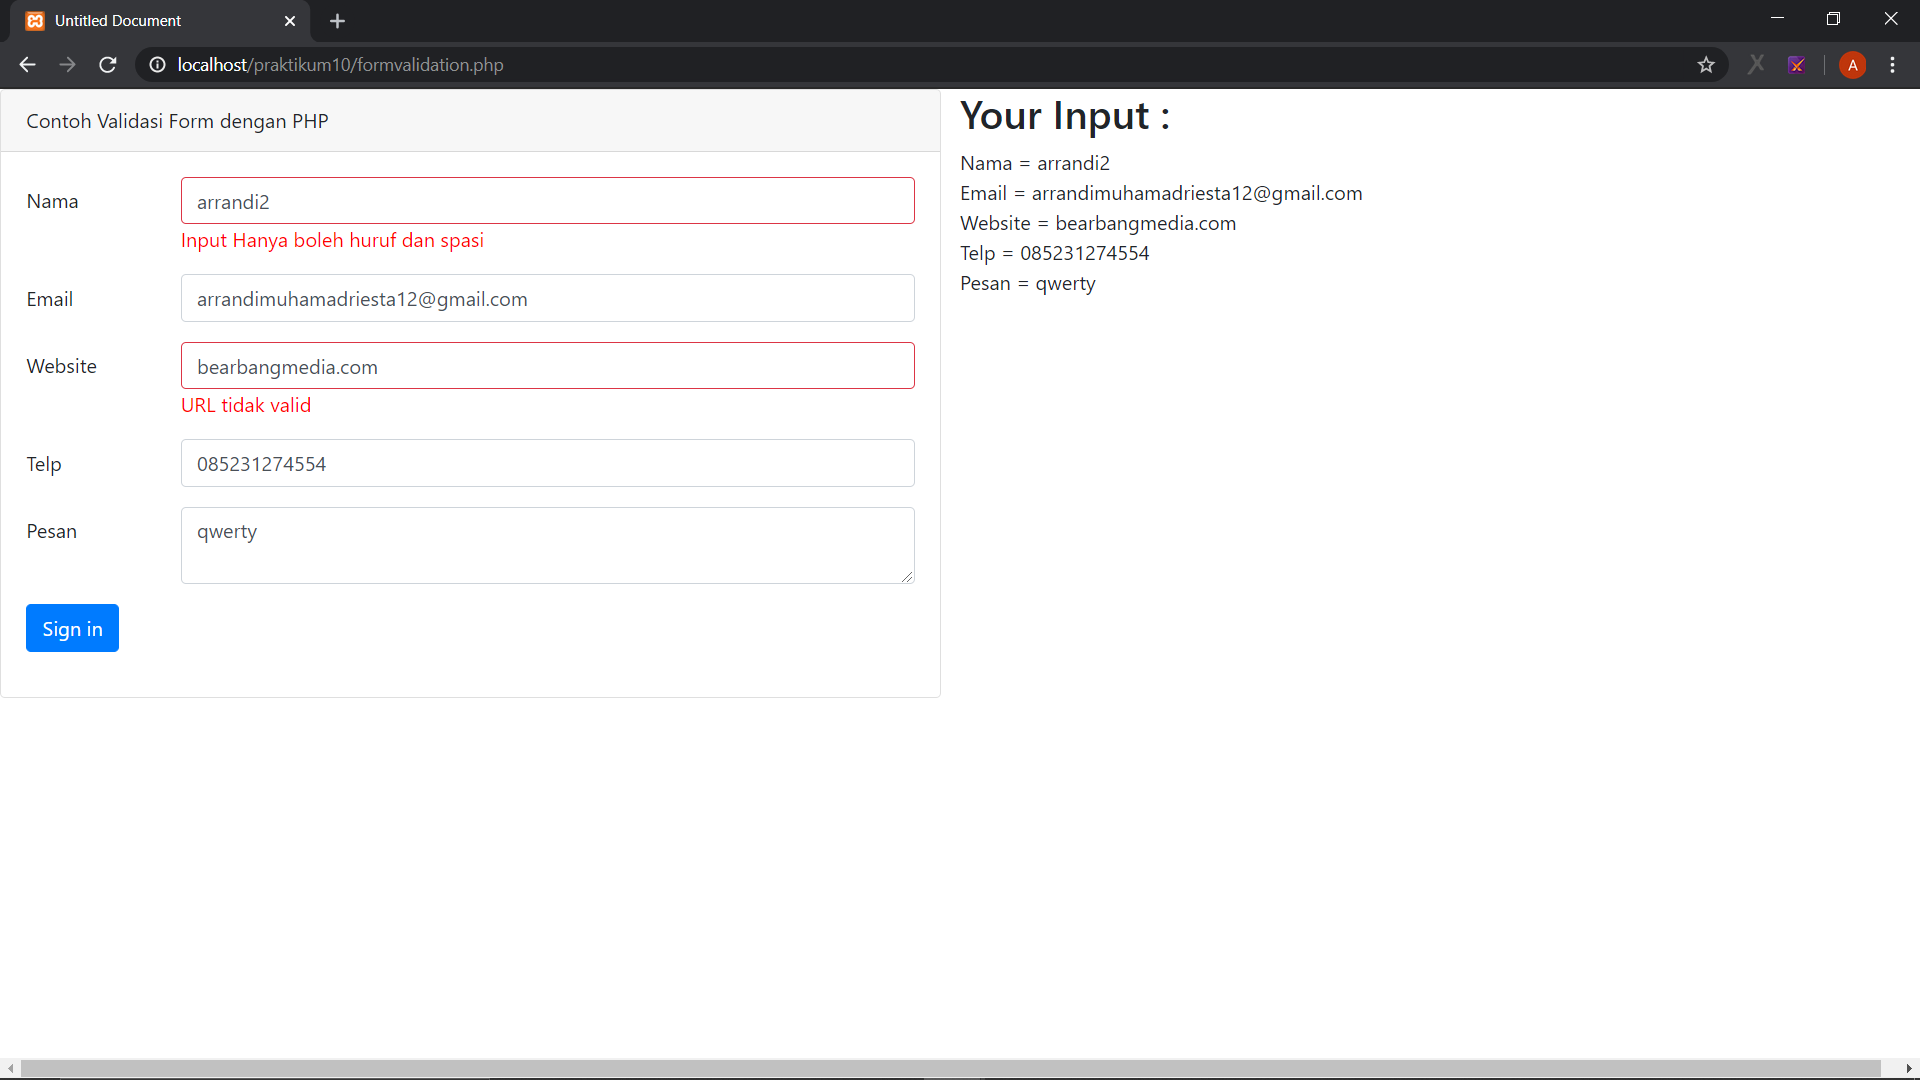 Untitled Document
localhost/praktikum10/formvalidation.php
A
Contoh Validasi Form dengan PHP
Nama
arrandi2
Input Hanya boleh huruf dan spasi
Email
arrandimuhamadriesta12@gmail.com
Website
bearbangmedia.com
URL tidak valid
Telp
085231274554
Pesan
qwerty
Sign in
Your Input :
Nama = arrandi2
Email = arrandimuhamadriesta12@gmail.com
Website = bearbangmedia.com
Telp = 085231274554
Pesan = qwerty